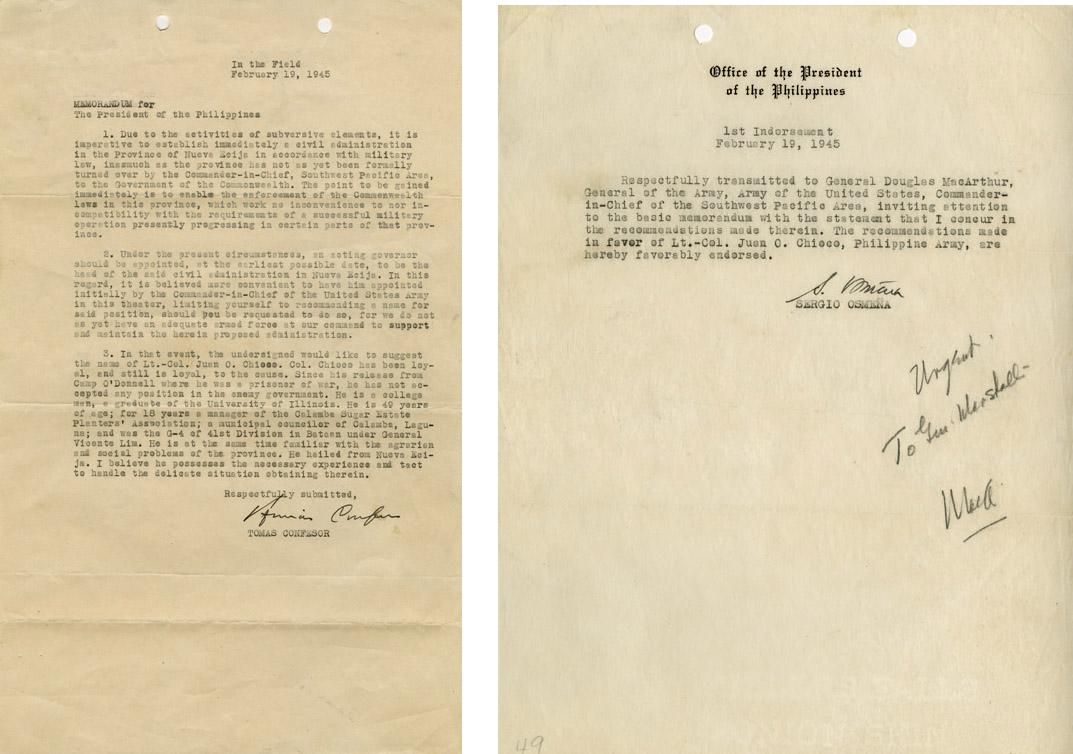 In the Field
February 19, 1945
MEMORANDUM for
The President of the Philippines
1. Due to the activities of subversive elements, it is
imperative to establish immediately a civil administration
in the Province of Nueva Ecija in accordance with military
law, inasmuch as the province has not as yet been formally
turned over by the Commander-in-Chief, Southwest Pacific Area,
to the Government of the Commonwealth. The point to be gained
immediately is to enable the enforcement of the Commonwealth
laws in this province, which work no inconvenience to nor in-
compatibility with the requirements of a successful military
operation presently progressing in certain parts of that prov-
ince.
2. Under the present circumstances, an acting governor
should be appointed, at the earliest possible date, to be the
head of the said civil administration in Nueva Ecija. In this
regard, it is believed more convenient to have him appointed
initially by the Commander-in-Chief of the United States Army
in this theater, limiting yourself to recommending a name for
said position, should you be requested to do so, for we do not
as yet have an adequate armed force at our command to support
and maintain the herein proposed administration.
3. In that event, the undersigned would like to suggest
the name of Lt.-Col. Juan O. Chioco. Col. Chioco has been loy-
al, and still is loyal, to the cause. Since his release from
Camp O'Donnell where he was a prisoner of war, he has not ac-
cepted any position in the enemy government. He is a college
man, a graduate of the University of Illinois. He is 49 years
of age; for 18 years a manager of the Calamba Sugar Estate
Planters' Association; a municipal councilor of Calamba, Lagu-
na; and was the G-4 of 41st Division in Bataan under General
Vicente Lim. He is at the same time familiar with the agrarian
and social problems of the province. He hailed from Nueva Eci-
ja. I believe he possesses the necessary experience and tact
to handle the delicate situation obtaining therein.
Respectfully submitted,
Tomas Confesor
TOMAS CONFESOR
Office of the President
of the Philippines
1st Indorsement
February 19, 1945
Respectfully transmitted to General Douglas MacArthur,
General of the Army, Army of the United States, Commander-
in-Chief of the Southwest Pacific Area, inviting attention
to the basic memorandum with the statement that I concur in
the recommendations made therein. The recommendations made
in favor of Lt.-Col. Juan O. Chioco, Philippine Army, are
hereby favorably endorsed.
S. Osmeña
SERGIO OSMEÑA
Urgent
To Gen. Marshall-
MacA
49